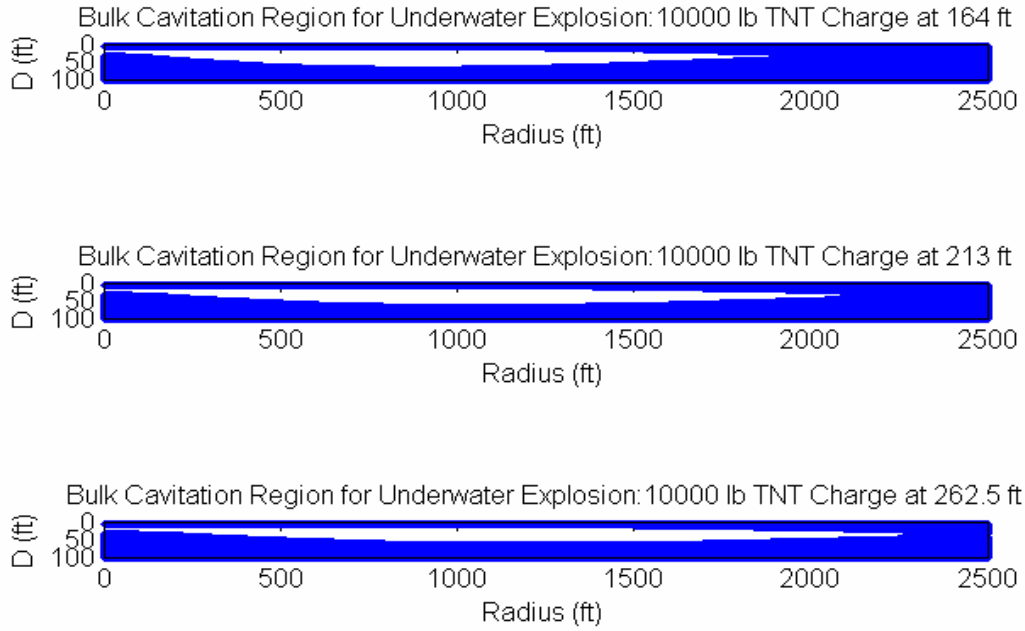 Bulk Cavitation Region for Underwater Explosion:10000 lb TNT Charge at 164 ft
D (ft)
0
50
100
0 500 1000 1500 2000 2500
Radius (ft)
Bulk Cavitation Region for Underwater Explosion:10000 lb TNT Charge at 213 ft
D (ft)
0
50
100
0 500 1000 1500 2000 2500
Radius (ft)
Bulk Cavitation Region for Underwater Explosion:10000 lb TNT Charge at 262.5 ft
D (ft)
0
50
100
0 500 1000 1500 2000 2500
Radius (ft)